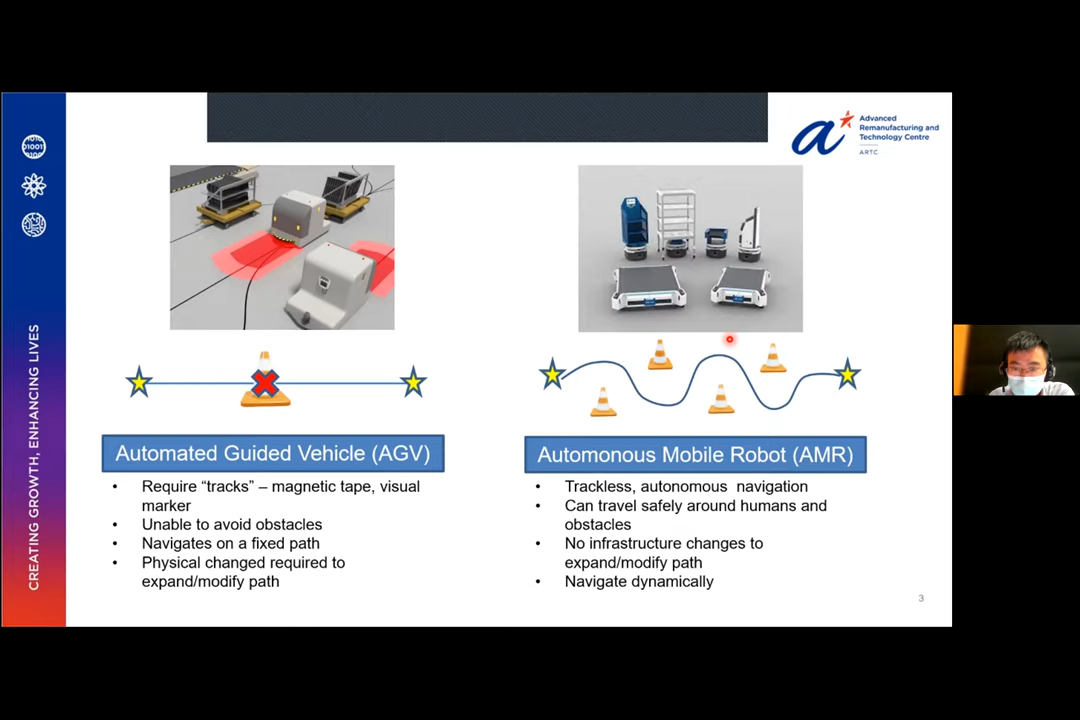 Advanced
Remanufacturing and
Technology Centre
ARTC
01001
CREATING GROWTH, ENHANCING LIVES
Automated Guided Vehicle (AGV)
• Require “tracks” – magnetic tape, visual
marker
• Unable to avoid obstacles
• Navigates on a fixed path
• Physical changed required to
expand/modify path
Automonous Mobile Robot (AMR)
• Trackless, autonomous navigation
• Can travel safely around humans and
obstacles
• No infrastructure changes to
expand/modify path
• Navigate dynamically
3